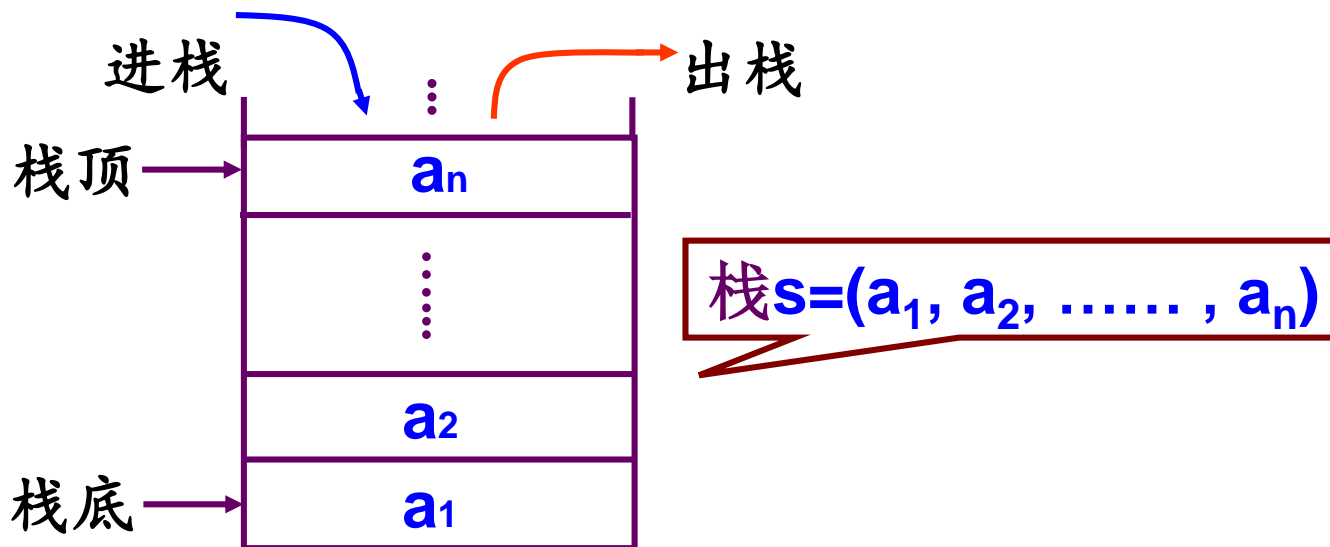 进栈
出栈
栈顶
an
栈s=(a1, a2, …… , an)
a2
栈底
a1